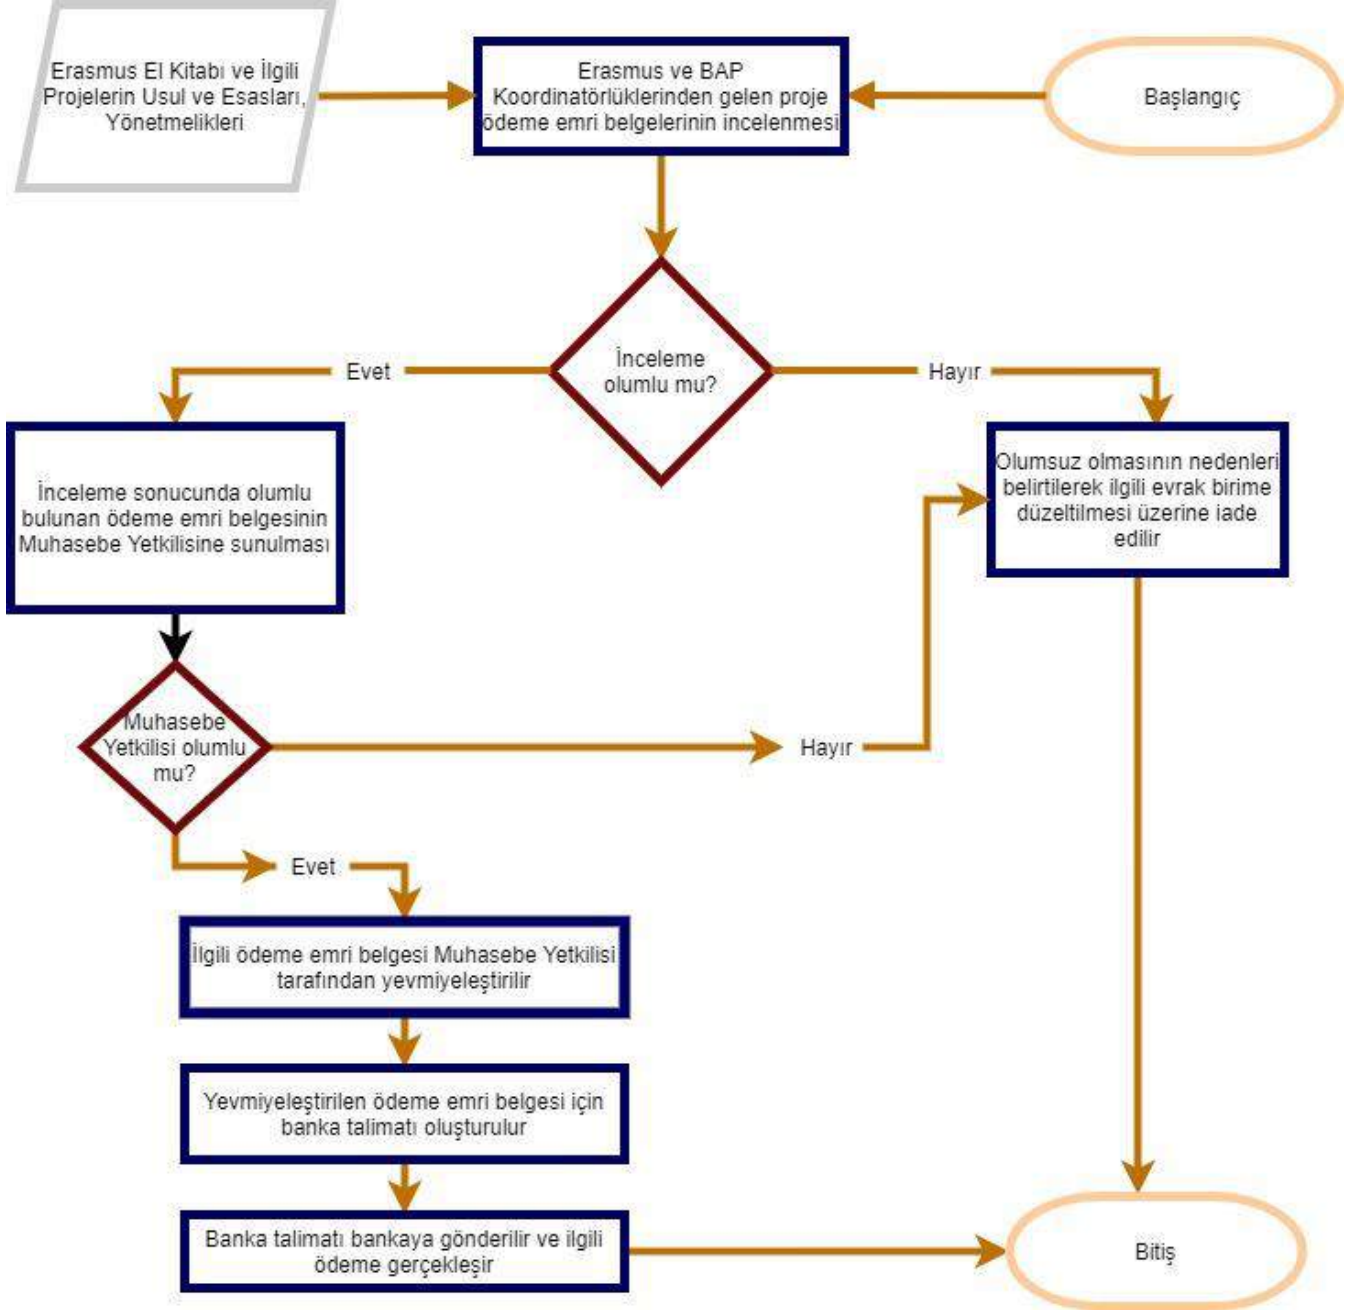 Erasmus El Kitabı ve İlgili
Projelerin Usul ve Esasları,
Yönetmelikleri
Erasmus ve BAP
Koordinatörlüklerinden gelen proje
ödeme emri belgelerinin incelenmesi
Başlangıç
İnceleme
olumlu mu?
Evet
Hayır
İnceleme sonucunda olumlu
bulunan ödeme emri belgesinin
Muhasebe Yetkilisine sunulması
Olumsuz olmasının nedenleri
belirtilerek ilgili evrak birime
düzeltilmesi üzerine iade
edilir
Muhasebe
Yetkilisi olumlu
mu?
Hayır
Evet
İlgili ödeme emri belgesi Muhasebe Yetkilisi
tarafından yevmiyeleştirilir
Yevmiyeleştirilen ödeme emri belgesi için
banka talimatı oluşturulur
Banka talimatı bankaya gönderilir ve ilgili
ödeme gerçekleşir
Bitiş